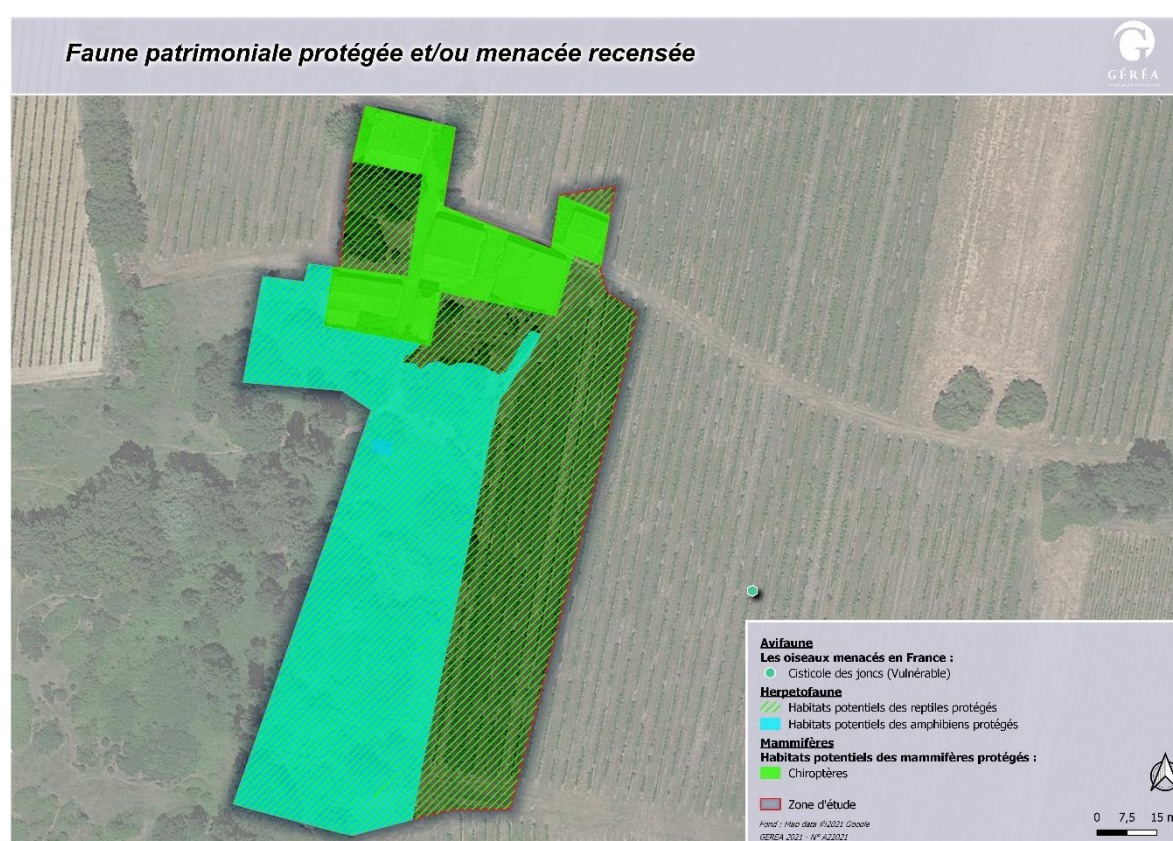 Faune patrimoniale protégée et/ou menacée recensée
GÉRÉA
Avifaune
Les oiseaux menacés en France :
Cisticole des joncs (Vulnérable)
Herpetofaune
Habitats potentiels des reptiles protégés
Habitats potentiels des amphibiens protégés
Mammifères
Habitats potentiels des mammifères protégés :
Chiroptères
Zone d'étude
Fond : Map data ©2021 Google
GEREA 2021 - N° A22021
0 7,5 15 m